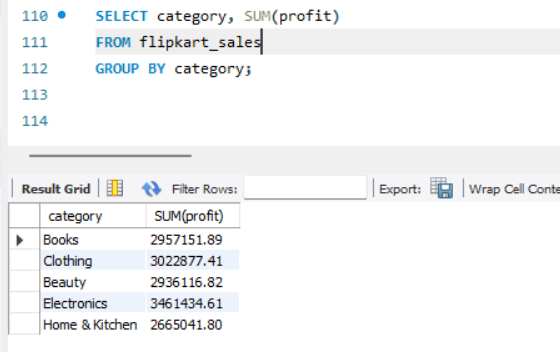 110 SELECT category, SUM(profit)
111 FROM flipkart_sales
112 GROUP BY category;
113
114
Result Grid Filter Rows: Export: Wrap Cell Conte
category SUM(profit)
Books 2957151.89
Clothing 3022877.41
Beauty 2936116.82
Electronics 3461434.61
Home & Kitchen 2665041.80